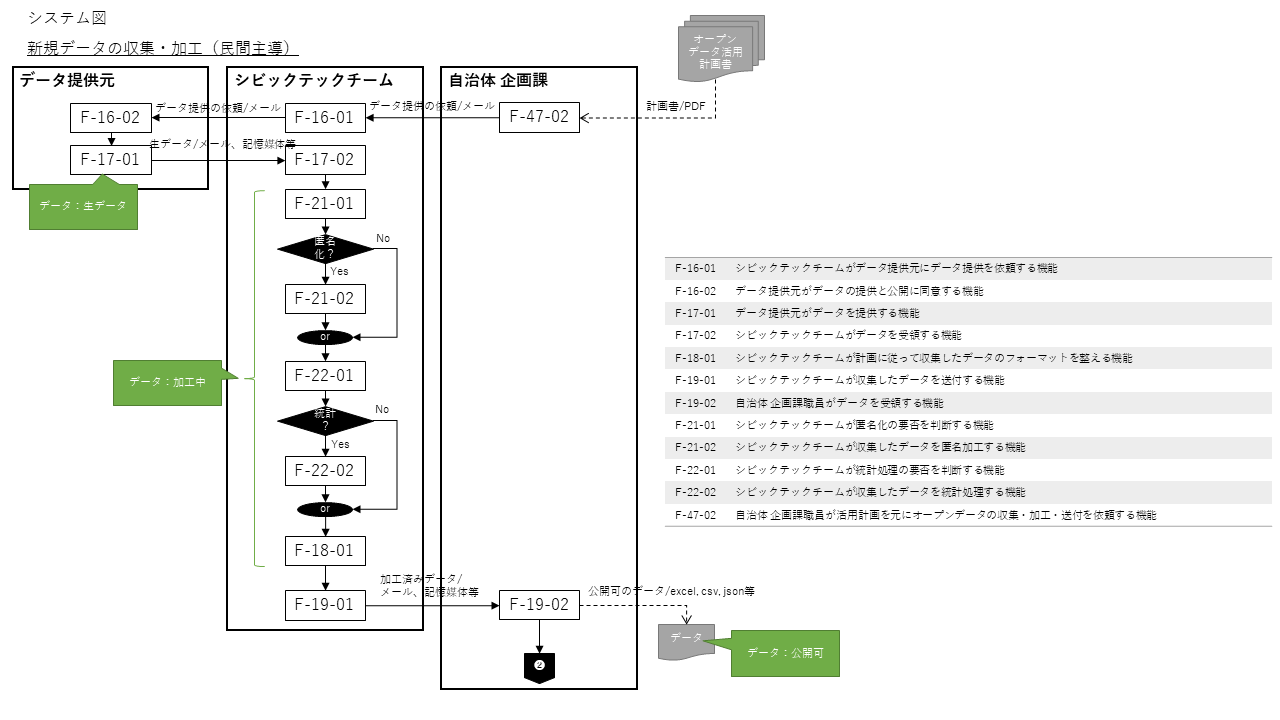 システム図
新規データの収集・加工（民間主導）
オープン
データ活用
計画書
データ提供元
シビックテックチーム
自治体 企画課
F-16-02
データ提供の依頼/メール
F-16-01
データ提供の依頼/メール
F-47-02
計画書/PDF
F-17-01
生データ/メール、記憶媒体等
F-17-02
データ：生データ
F-21-01
匿名
化？
No
Yes
F-21-02
or
F-22-01
データ：加工中
統計
？
No
Yes
F-22-02
or
F-18-01
加工済みデータ/
メール、記憶媒体等
F-19-01
F-19-02
公開可のデータ/excel,csv,json等
データ
データ：公開可
❷
F-16-01 シビックテックチームがデータ提供元にデータ提供を依頼する機能
F-16-02 データ提供元がデータの提供と公開に同意する機能
F-17-01 データ提供元がデータを提供する機能
F-17-02 シビックテックチームがデータを受領する機能
F-18-01 シビックテックチームが計画に従って収集したデータのフォーマットを整える機能
F-19-01 シビックテックチームが収集したデータを送付する機能
F-19-02 自治体 企画課職員がデータを受領する機能
F-21-01 シビックテックチームが匿名化の要否を判断する機能
F-21-02 シビックテックチームが収集したデータを匿名加工する機能
F-22-01 シビックテックチームが統計処理の要否を判断する機能
F-22-02 シビックテックチームが収集したデータを統計処理する機能
F-47-02 自治体 企画課職員が活用計画を元にオープンデータの収集・加工・送付を依頼する機能